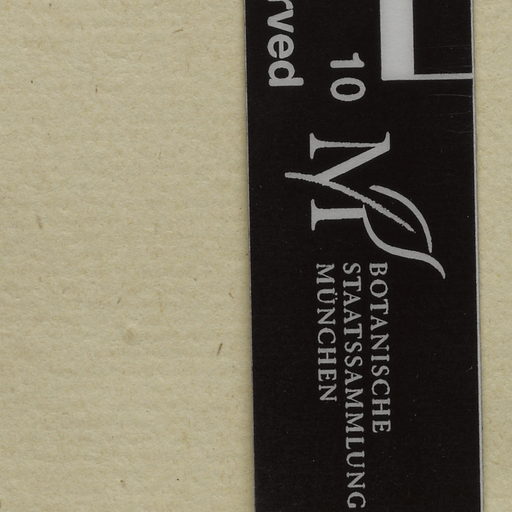 10
rved
BOTANISCHE
STAATSSAMMLUNG
MÜNCHEN